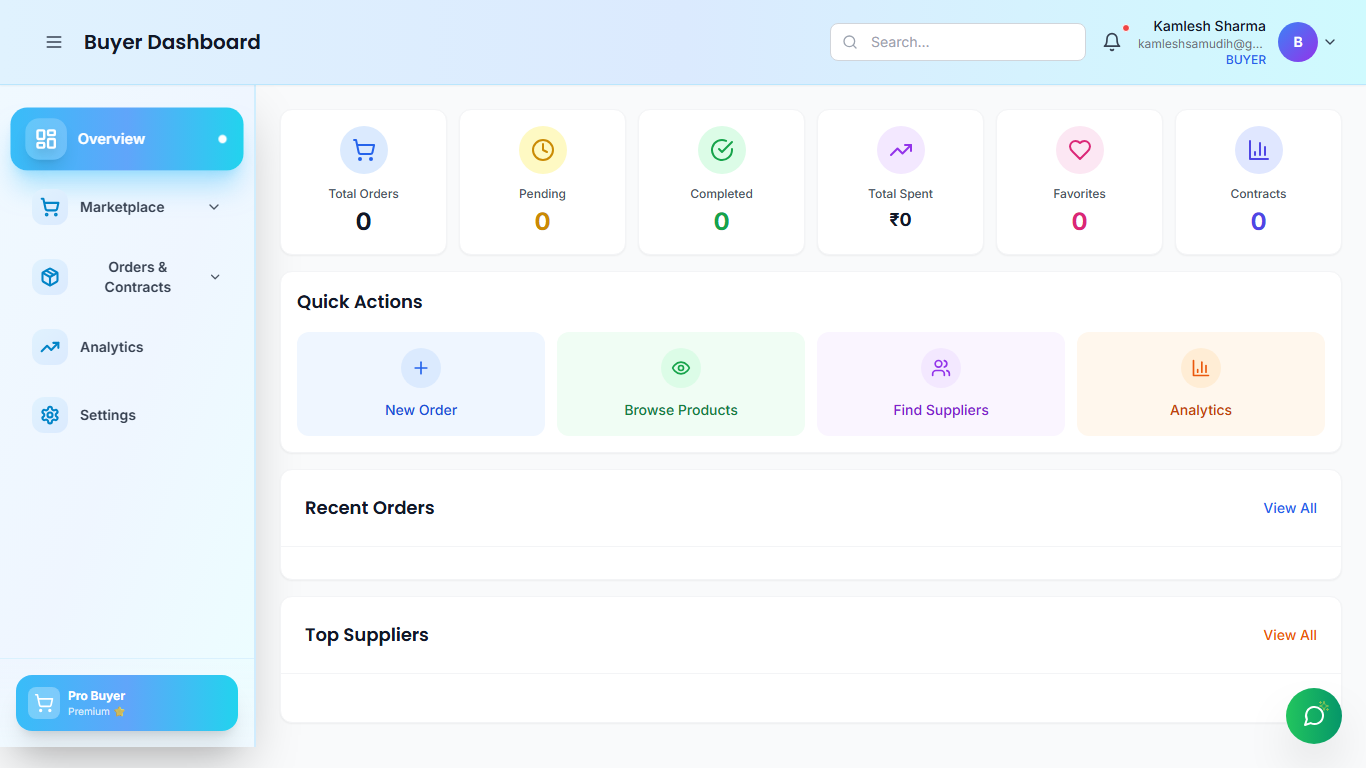 Buyer Dashboard
Search...
Kamlesh Sharma
kamleshsamudih@g...
BUYER
B
Overview
Marketplace
Orders &
Contracts
Analytics
Settings
Pro Buyer
Premium ⭐
Total Orders
0
Pending
0
Completed
0
Total Spent
₹0
Favorites
0
Contracts
0
Quick Actions
New Order
Browse Products
Find Suppliers
Analytics
Recent Orders
View All
Top Suppliers
View All